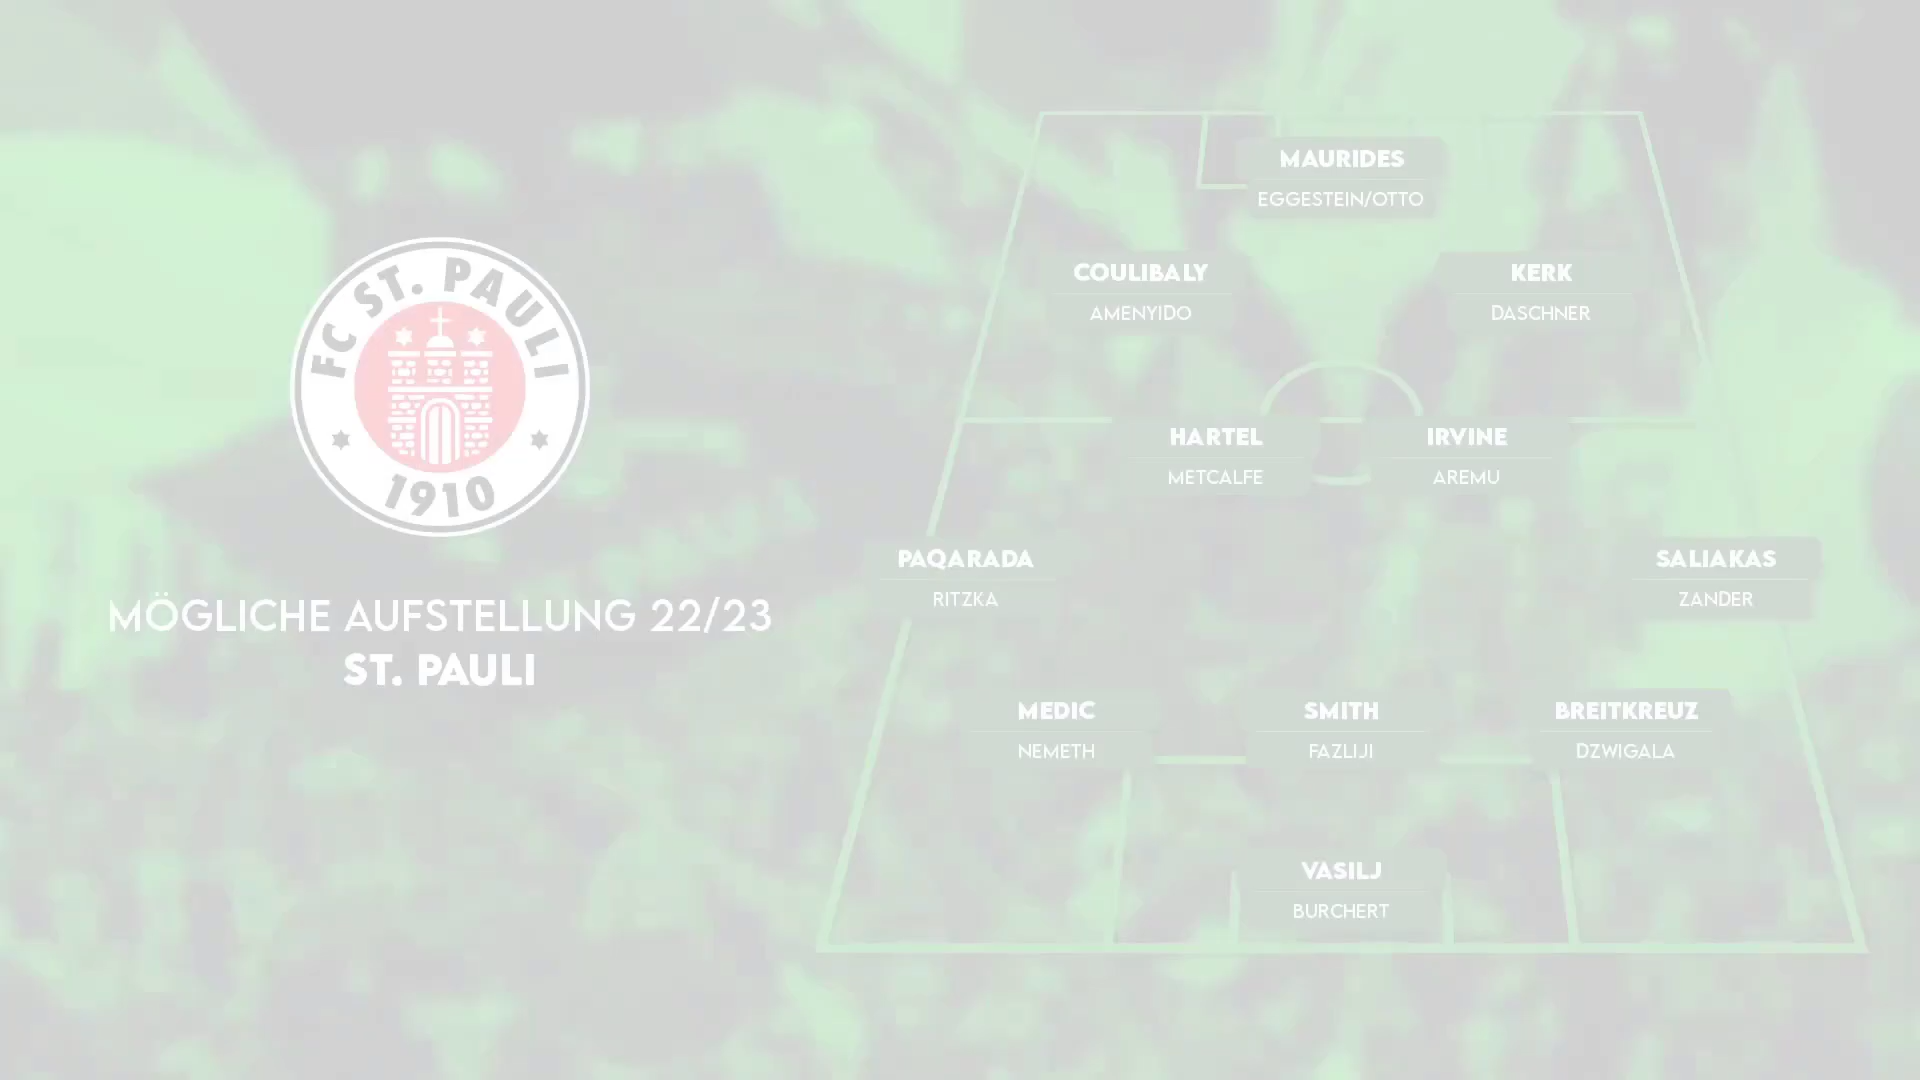 FC ST. PAULI
1910
MÖGLICHE AUFSTELLUNG 22/23
ST. PAULI
MAURIDES
EGGESTEIN/OTTO
COULIBALY
AMENYIDO
KERK
DASCHNER
HARTEL
METCALFE
IRVINE
AREMU
PAQARADA
RITZKA
SALIAKAS
ZANDER
MEDIC
NEMETH
SMITH
FAZLIJI
BREITKREUZ
DZWIGALA
VASILJ
BURCHERT